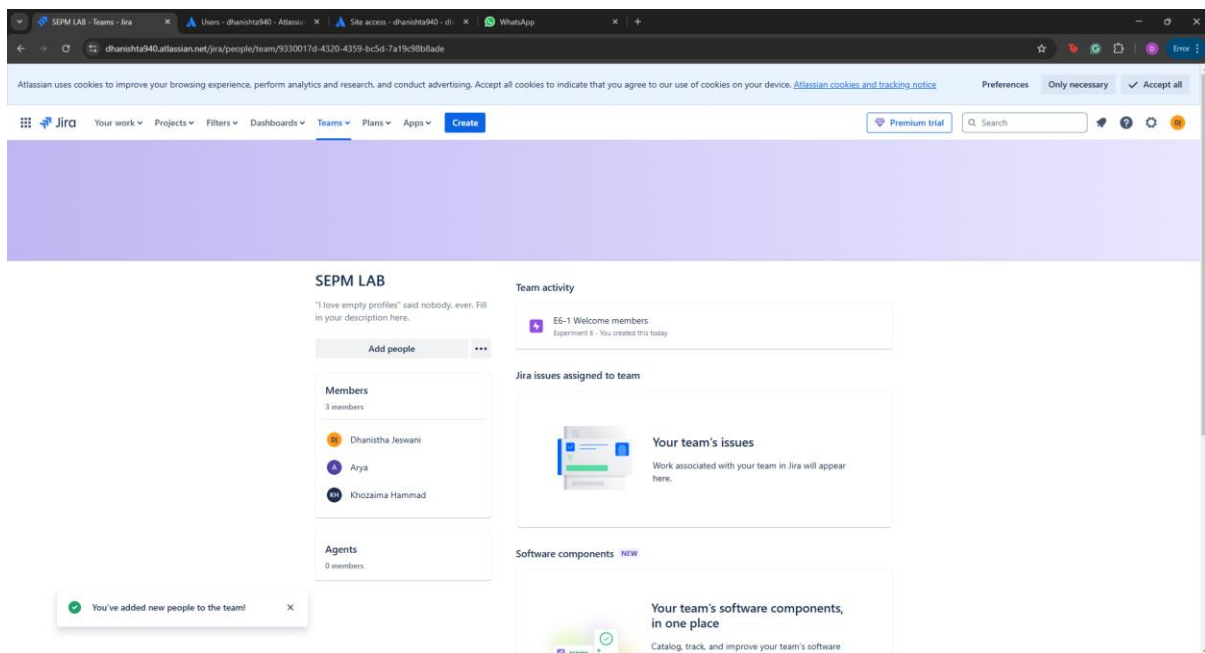 SEPM LAB - Teams - Jira
Users - dhanishta940 - Atlassian
Site access - dhanishta940 - dh
WhatsApp
dhanishta940.atlassian.net/jira/people/team/9330017d-4320-4359-bc5d-7a19c98b8ade
D
Error
Atlassian uses cookies to improve your browsing experience, perform analytics and research, and conduct advertising. Accept all cookies to indicate that you agree to our use of cookies on your device. Atlassian cookies and tracking notice
Preferences
Only necessary
Accept all
Jira
Your work
Projects
Filters
Dashboards
Teams
Plans
Apps
Create
Premium trial
Search
DJ
SEPM LAB
"I love empty profiles" said nobody, ever. Fill
in your description here.
Add people
Members
3 members
DJ Dhanistha Jeswani
A Arya
KH Khozaima Hammad
Agents
0 members
Team activity
E6-1 Welcome members
Experiment 6 - You created this today
Jira issues assigned to team
Your team's issues
Work associated with your team in Jira will appear
here.
Software components NEW
Your team's software components,
in one place
Catalog, track, and improve your team's software
You've added new people to the team!